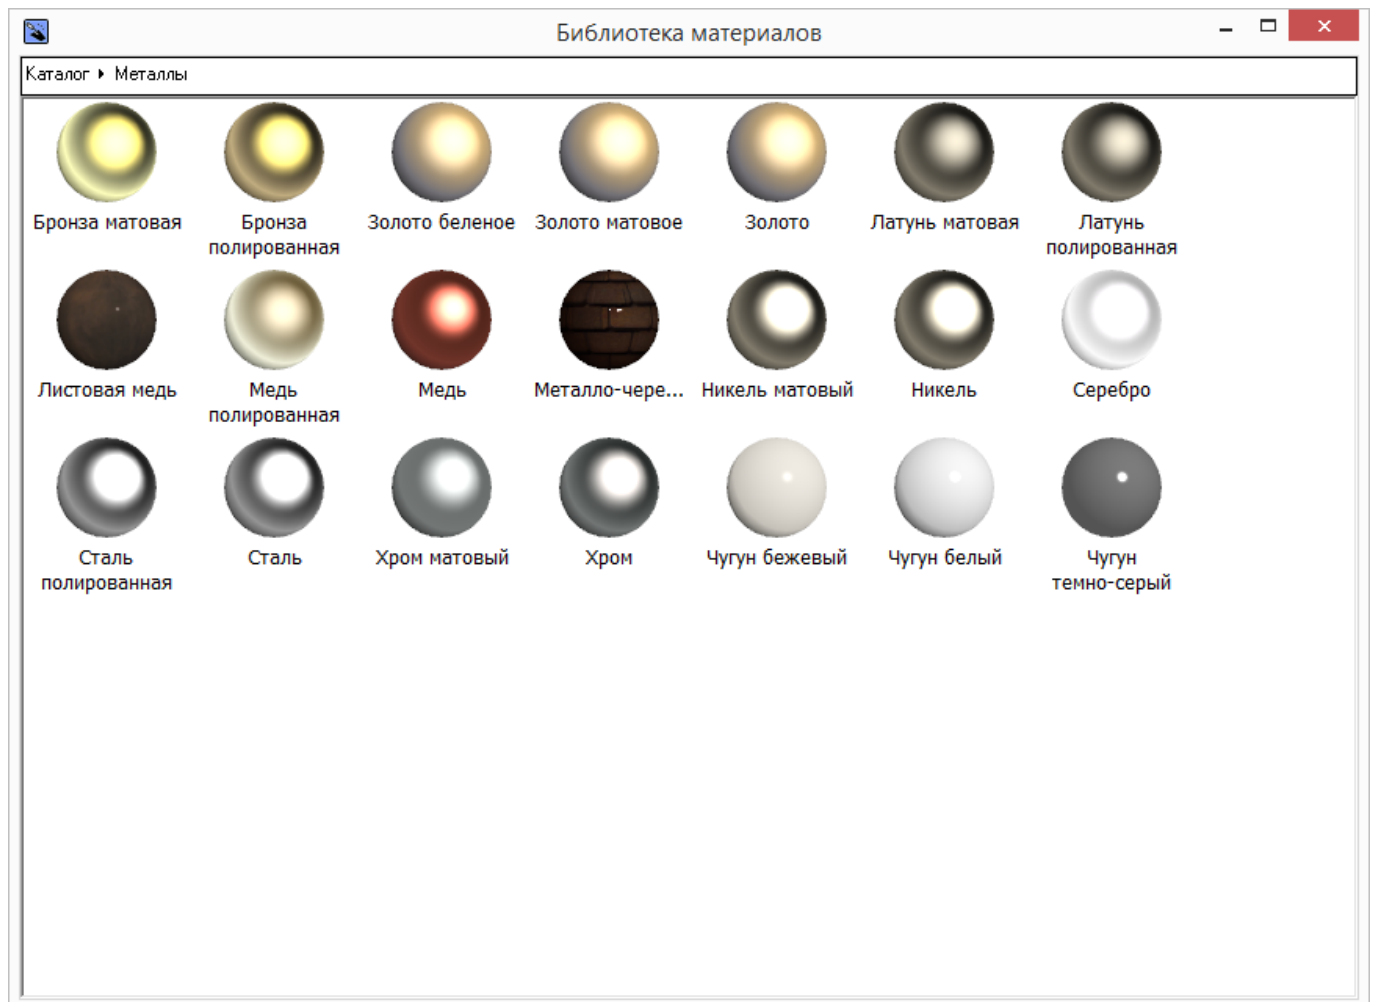 Библиотека материалов
Каталог ▸ Металлы
Бронза матовая
Бронза
полированная
Золото беленое
Золото матовое
Золото
Латунь матовая
Латунь
полированная
Листовая медь
Медь
полированная
Медь
Металло-чере...
Никель матовый
Никель
Серебро
Сталь
полированная
Сталь
Хром матовый
Хром
Чугун бежевый
Чугун белый
Чугун
темно-серый